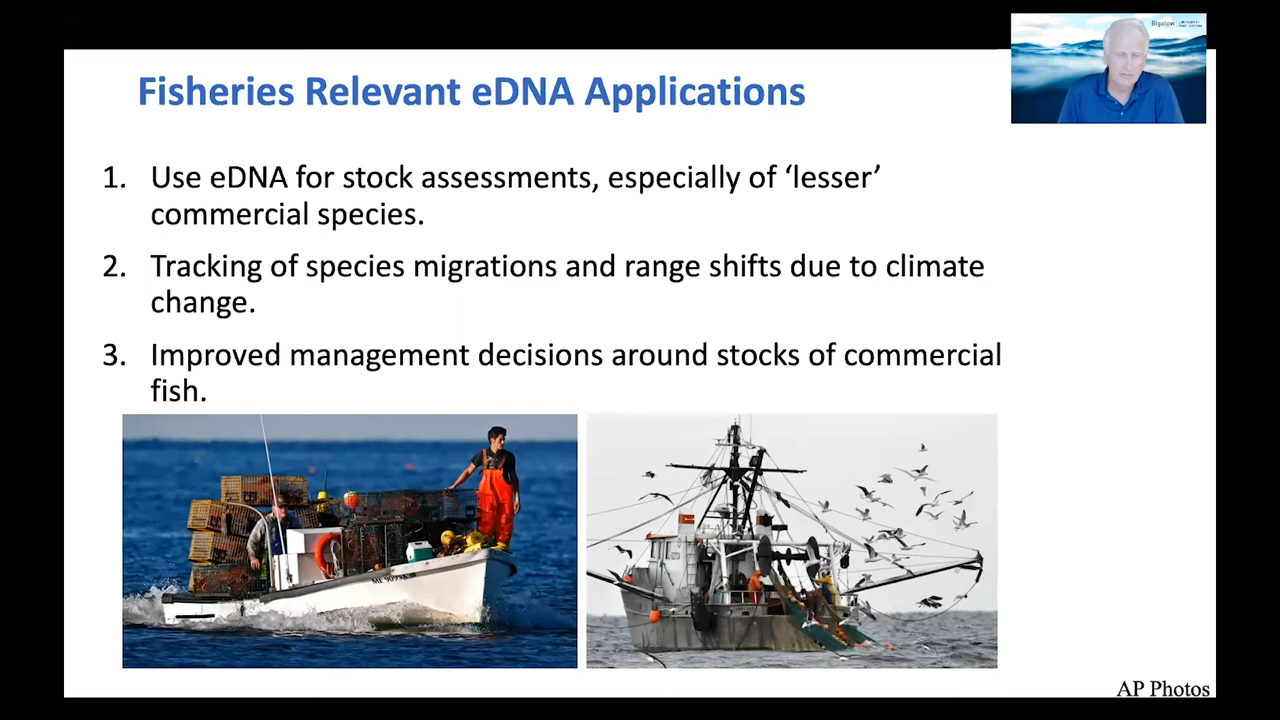 Bigelow
Fisheries Relevant eDNA Applications
1. Use eDNA for stock assessments, especially of ‘lesser’
commercial species.
2. Tracking of species migrations and range shifts due to climate
change.
3. Improved management decisions around stocks of commercial
fish.
AP Photos